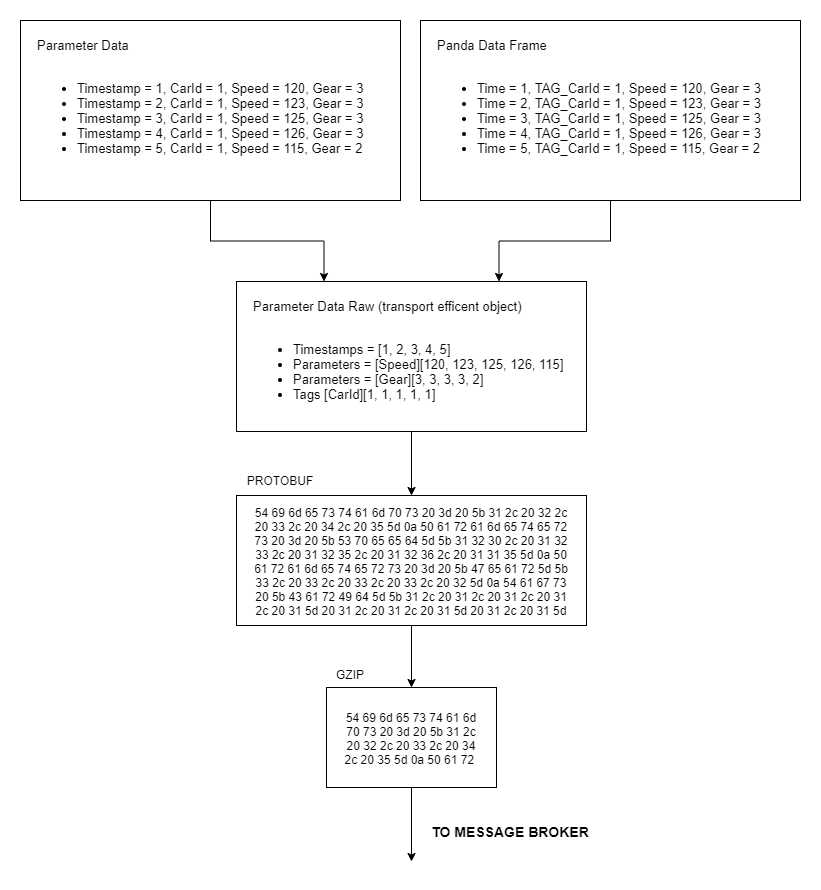 Parameter Data
Timestamp = 1, CarId = 1, Speed = 120, Gear = 3
Timestamp = 2, CarId = 1, Speed = 123, Gear = 3
Timestamp = 3, CarId = 1, Speed = 125, Gear = 3
Timestamp = 4, CarId = 1, Speed = 126, Gear = 3
Timestamp = 5, CarId = 1, Speed = 115, Gear = 2
Panda Data Frame
Time = 1, TAG_CarId = 1, Speed = 120, Gear = 3
Time = 2, TAG_CarId = 1, Speed = 123, Gear = 3
Time = 3, TAG_CarId = 1, Speed = 125, Gear = 3
Time = 4, TAG_CarId = 1, Speed = 126, Gear = 3
Time = 5, TAG_CarId = 1, Speed = 115, Gear = 2
Parameter Data Raw (transport efficent object)
Timestamps = [1, 2, 3, 4, 5]
Parameters = [Speed][120, 123, 125, 126, 115]
Parameters = [Gear][3, 3, 3, 3, 2]
Tags [CarId][1, 1, 1, 1, 1]
PROTOBUF
54 69 6d 65 73 74 61 6d 70 73 20 3d 20 5b 31 2c 20 32 2c
20 33 2c 20 34 2c 20 35 5d 0a 50 61 72 61 6d 65 74 65 72
73 20 3d 20 5b 53 70 65 65 64 5d 5b 31 32 30 2c 20 31 32
33 2c 20 31 32 35 2c 20 31 32 36 2c 20 31 31 35 5d 0a 50
61 72 61 6d 65 74 65 72 73 20 3d 20 5b 47 65 61 72 5d 5b
33 2c 20 33 2c 20 33 2c 20 33 2c 20 32 5d 0a 54 61 67 73
20 5b 43 61 72 49 64 5d 5b 31 2c 20 31 2c 20 31 2c 20 31
2c 20 31 5d 20 31 2c 20 31 2c 20 31 5d 20 31 2c 20 31 5d
GZIP
54 69 6d 65 73 74 61 6d
70 73 20 3d 20 5b 31 2c
20 32 2c 20 33 2c 20 34
2c 20 35 5d 0a 50 61 72
TO MESSAGE BROKER